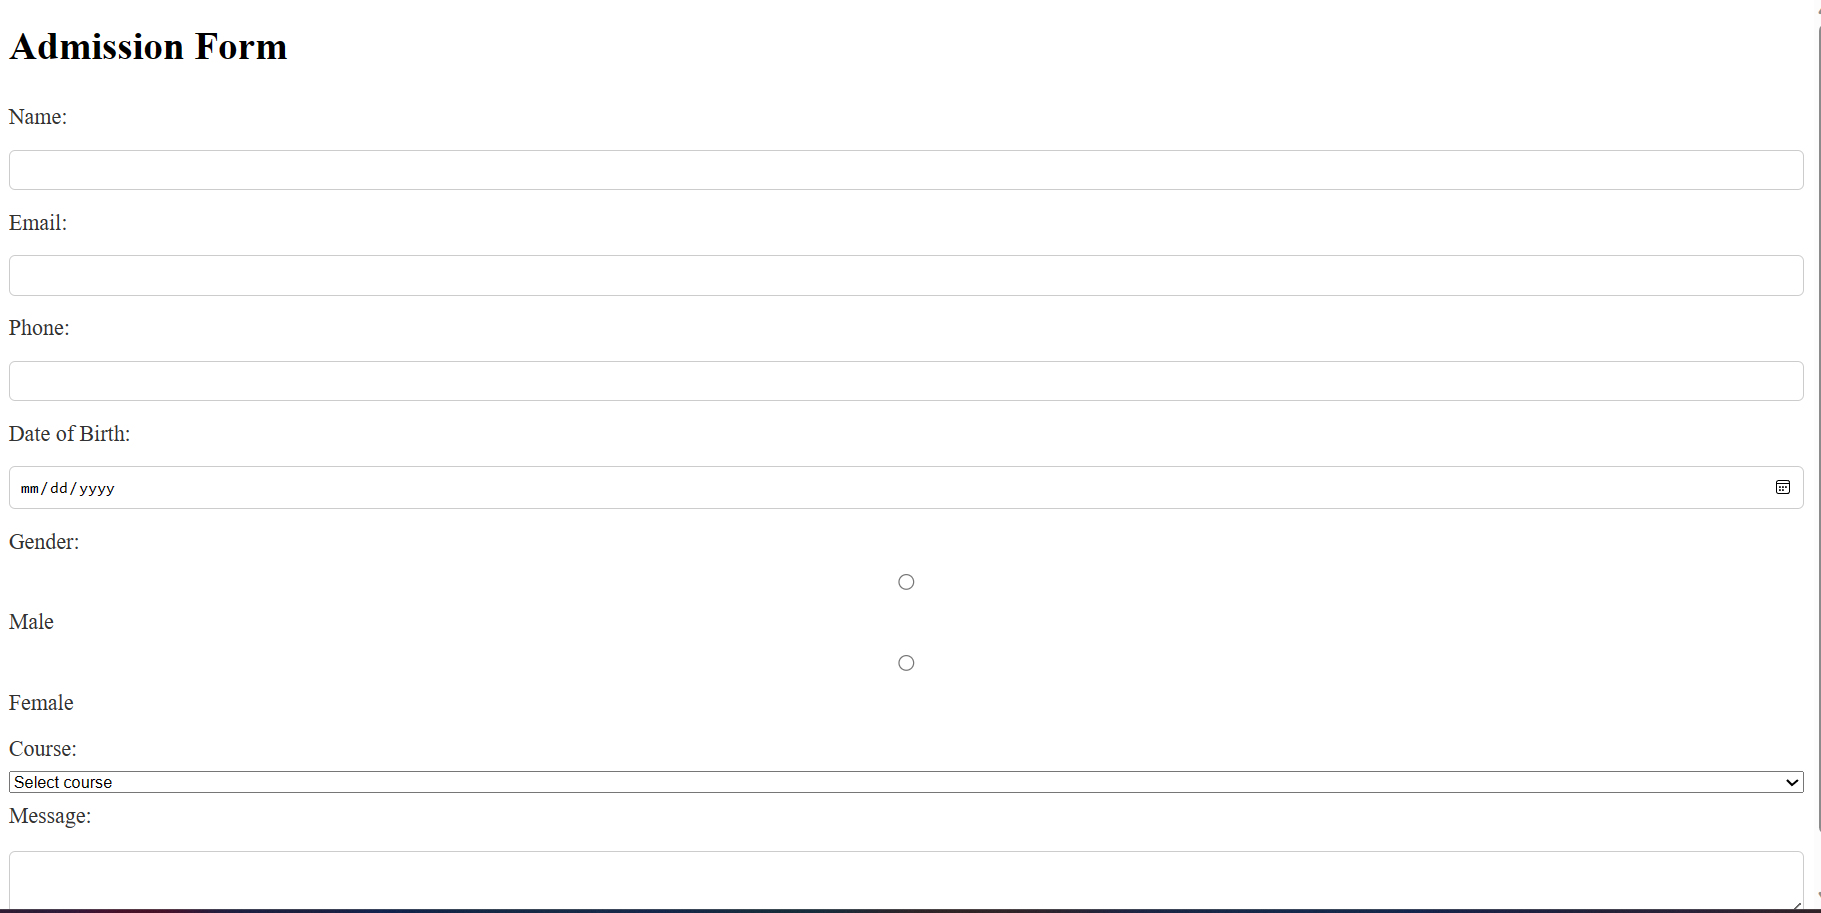 Admission Form
Name:
Email:
Phone:
Date of Birth:
mm/dd/yyyy
Gender:
Male
Female
Course:
Select course
Message: